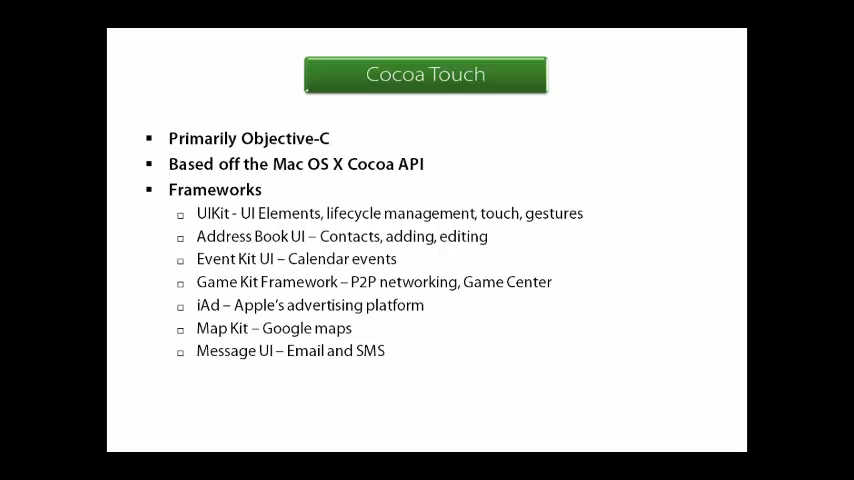 Cocoa Touch
▪ Primarily Objective-C
▪ Based off the Mac OS X Cocoa API
▪ Frameworks
□ UIKit - UI Elements, lifecycle management, touch, gestures
□ Address Book UI – Contacts, adding, editing
□ Event Kit UI – Calendar events
□ Game Kit Framework – P2P networking, Game Center
□ iAd – Apple's advertising platform
□ Map Kit – Google maps
□ Message UI – Email and SMS